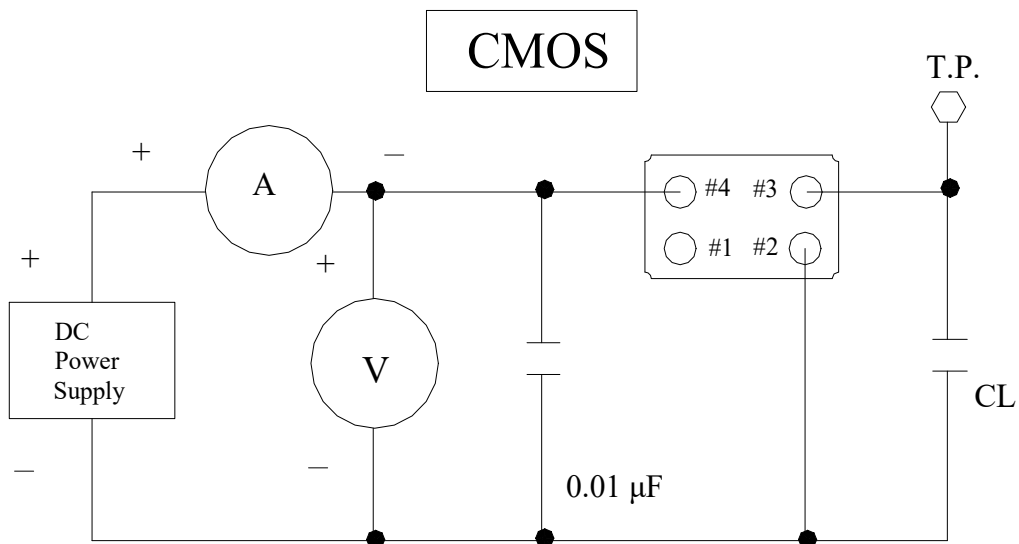 CMOS
T.P.
+
−
A
#4 #3
#1 #2
+
+
DC
Power
Supply
V
CL
−
−
0.01 μF